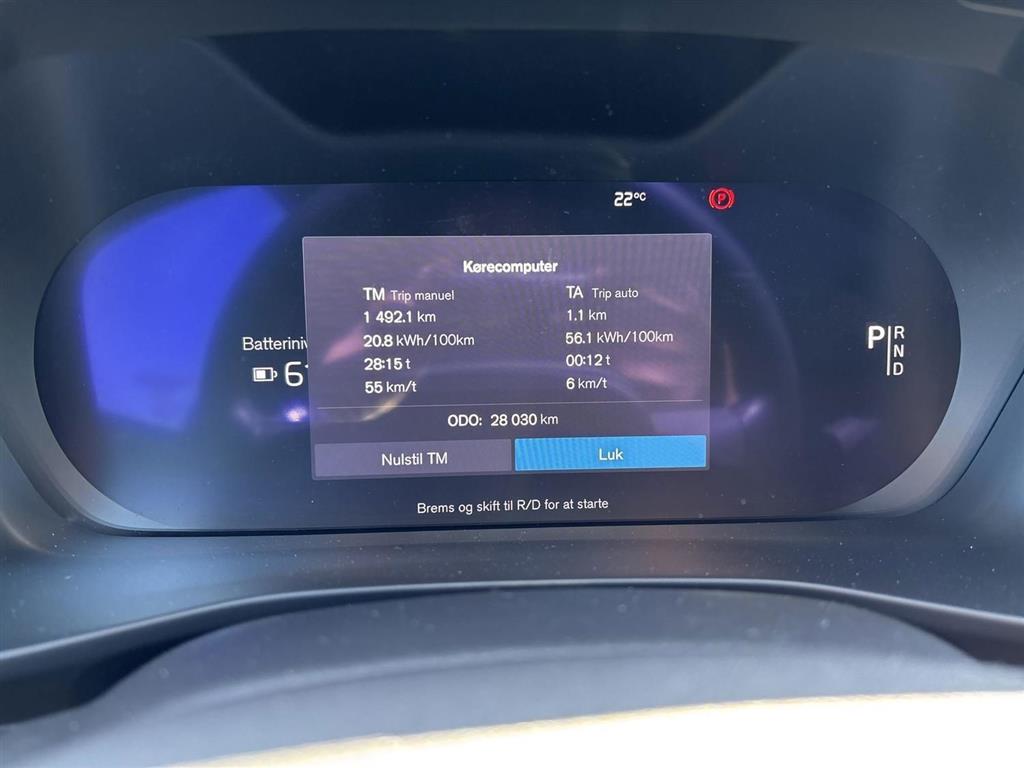 22°C
P
Kørecomputer
TM Trip manuel
1 492.1 km
20.8 kWh/100km
28:15 t
55 km/t
TA Trip auto
1.1 km
56.1 kWh/100km
00:12 t
6 km/t
ODO: 28 030 km
Nulstil TM
Luk
P
R
N
D
Brems og skift til R/D for at starte